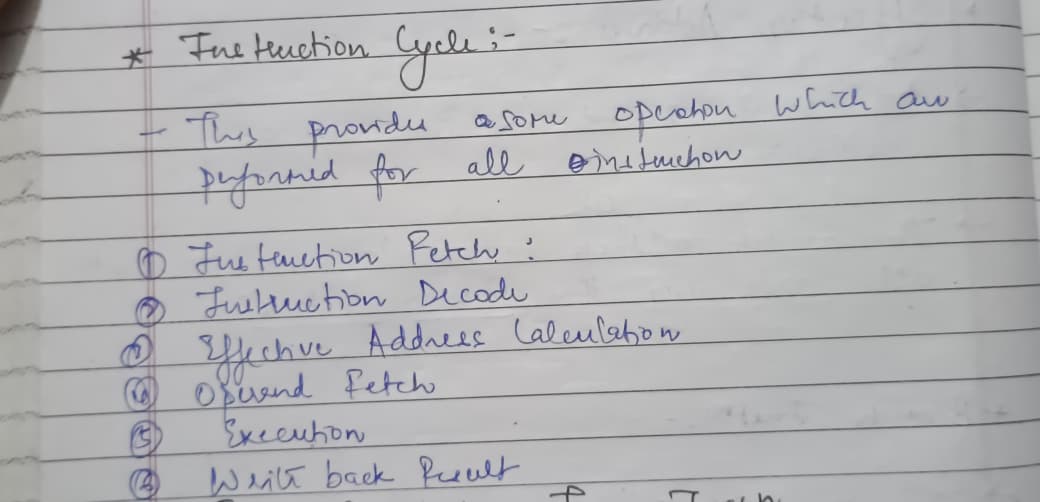 * Instruction Cycle :-
- This provides some operation which are
performed for all instruction
① Instruction Fetch :
② Instruction Decode
③ Effective Address Calculation
④ Operand Fetch
⑤ Execution
Write back Result